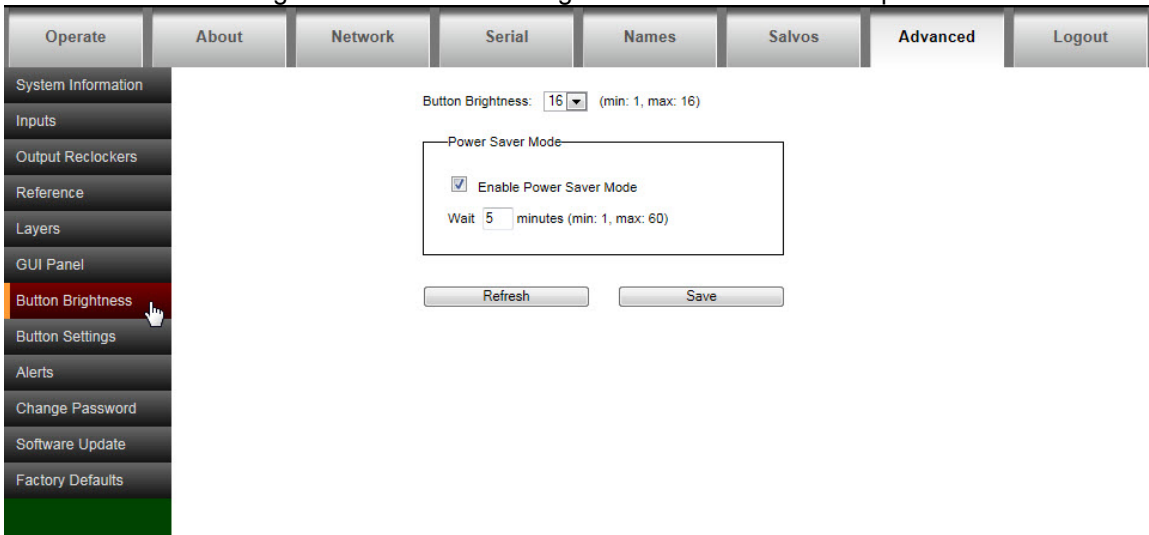 Operate About Network Serial Names Salvos Advanced Logout
System Information
Inputs
Output Reclockers
Reference
Layers
GUI Panel
Button Brightness
Button Settings
Alerts
Change Password
Software Update
Factory Defaults
Button Brightness: 16 (min: 1, max: 16)
Power Saver Mode
Enable Power Saver Mode
Wait 5 minutes (min: 1, max: 60)
Refresh Save